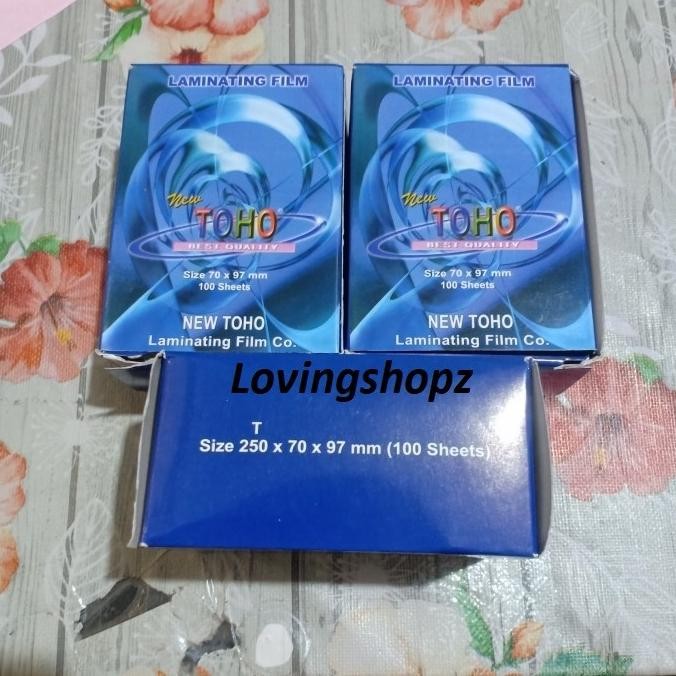 LAMINATING FILM
New
TOHO
BEST QUALITY
Size 70 x 97 mm
100 Sheets
NEW TOHO
Laminating Film Co.
LAMINATING FILM
New
TOHO
BEST QUALITY
Size 70 x 97 mm
100 Sheets
NEW TOHO
Laminating Film Co.
Lovingshopz
T
Size 250 x 70 x 97 mm (100 Sheets)